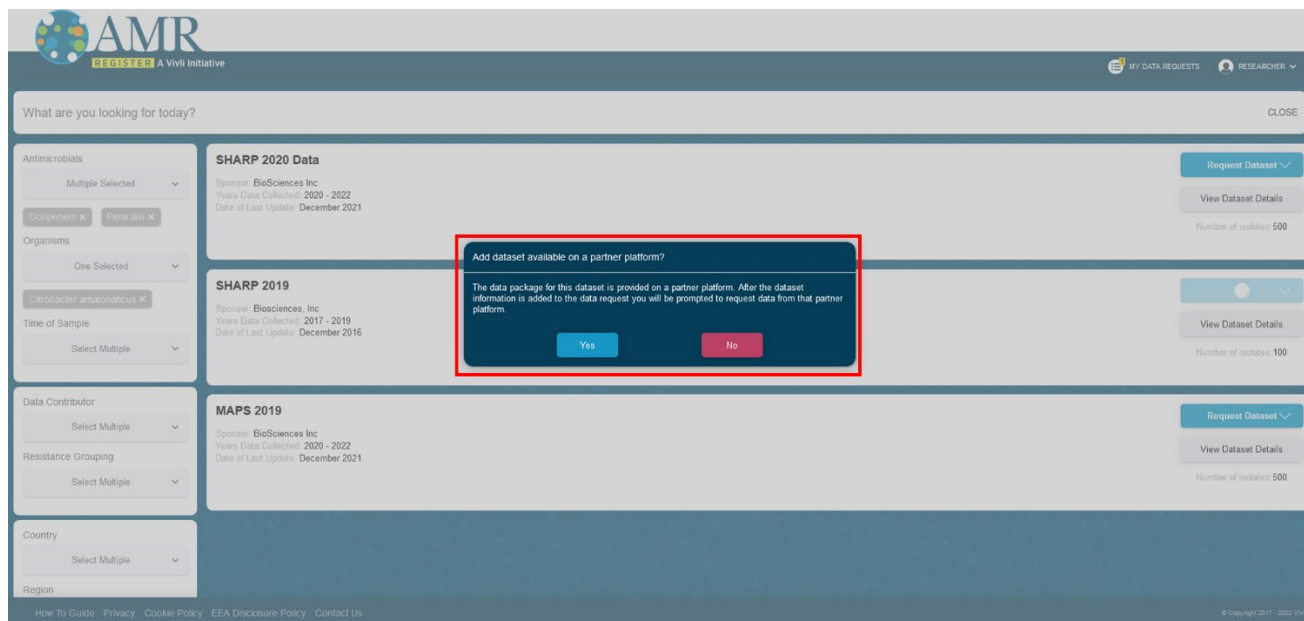 AMR
REGISTER A Vivli Initiative
MY DATA REQUESTS RESEARCHER
What are you looking for today? CLOSE
Antimicrobials
Multiple Selected
Doripenem × Penicillin ×
Organisms
One Selected
Citrobacter amalonaticus ×
Time of Sample
Select Multiple
Data Contributor
Select Multiple
Resistance Grouping
Select Multiple
Country
Select Multiple
Region
SHARP 2020 Data
Sponsor: BioSciences Inc
Years Data Collected: 2020 - 2022
Date of Last Update: December 2021
Request Dataset
View Dataset Details
Number of isolates: 500
SHARP 2019
Sponsor: Biosciences, Inc
Years Data Collected: 2017 - 2019
Date of Last Update: December 2016
View Dataset Details
Number of isolates: 100
Add dataset available on a partner platform?
The data package for this dataset is provided on a partner platform. After the dataset
information is added to the data request you will be prompted to request data from that partner
platform.
Yes No
MAPS 2019
Sponsor: BioSciences Inc
Years Data Collected: 2020 - 2022
Date of Last Update: December 2021
Request Dataset
View Dataset Details
Number of isolates: 500
How To Guide Privacy Cookie Policy EEA Disclosure Policy Contact Us
© Copyright 2017 - 2022